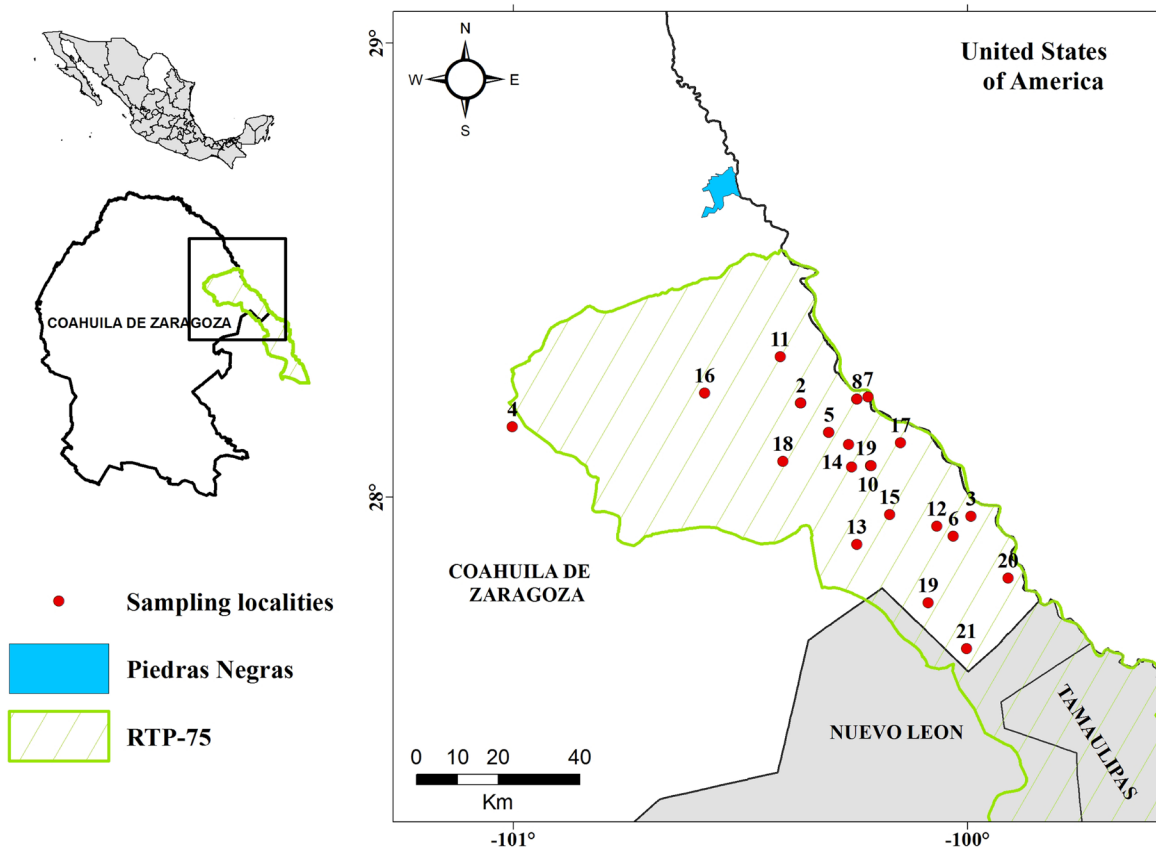 COAHUILA DE ZARAGOZA
Sampling localities
Piedras Negras
RTP-75
29°
28°
N
W
E
S
United States
of America
11
16
2
87
4
5
17
18
14
19
10
15
12
3
6
13
20
19
21
COAHUILA DE
ZARAGOZA
NUEVO LEON
TAMAULIPAS
0 10 20 40
Km
-101°
-100°